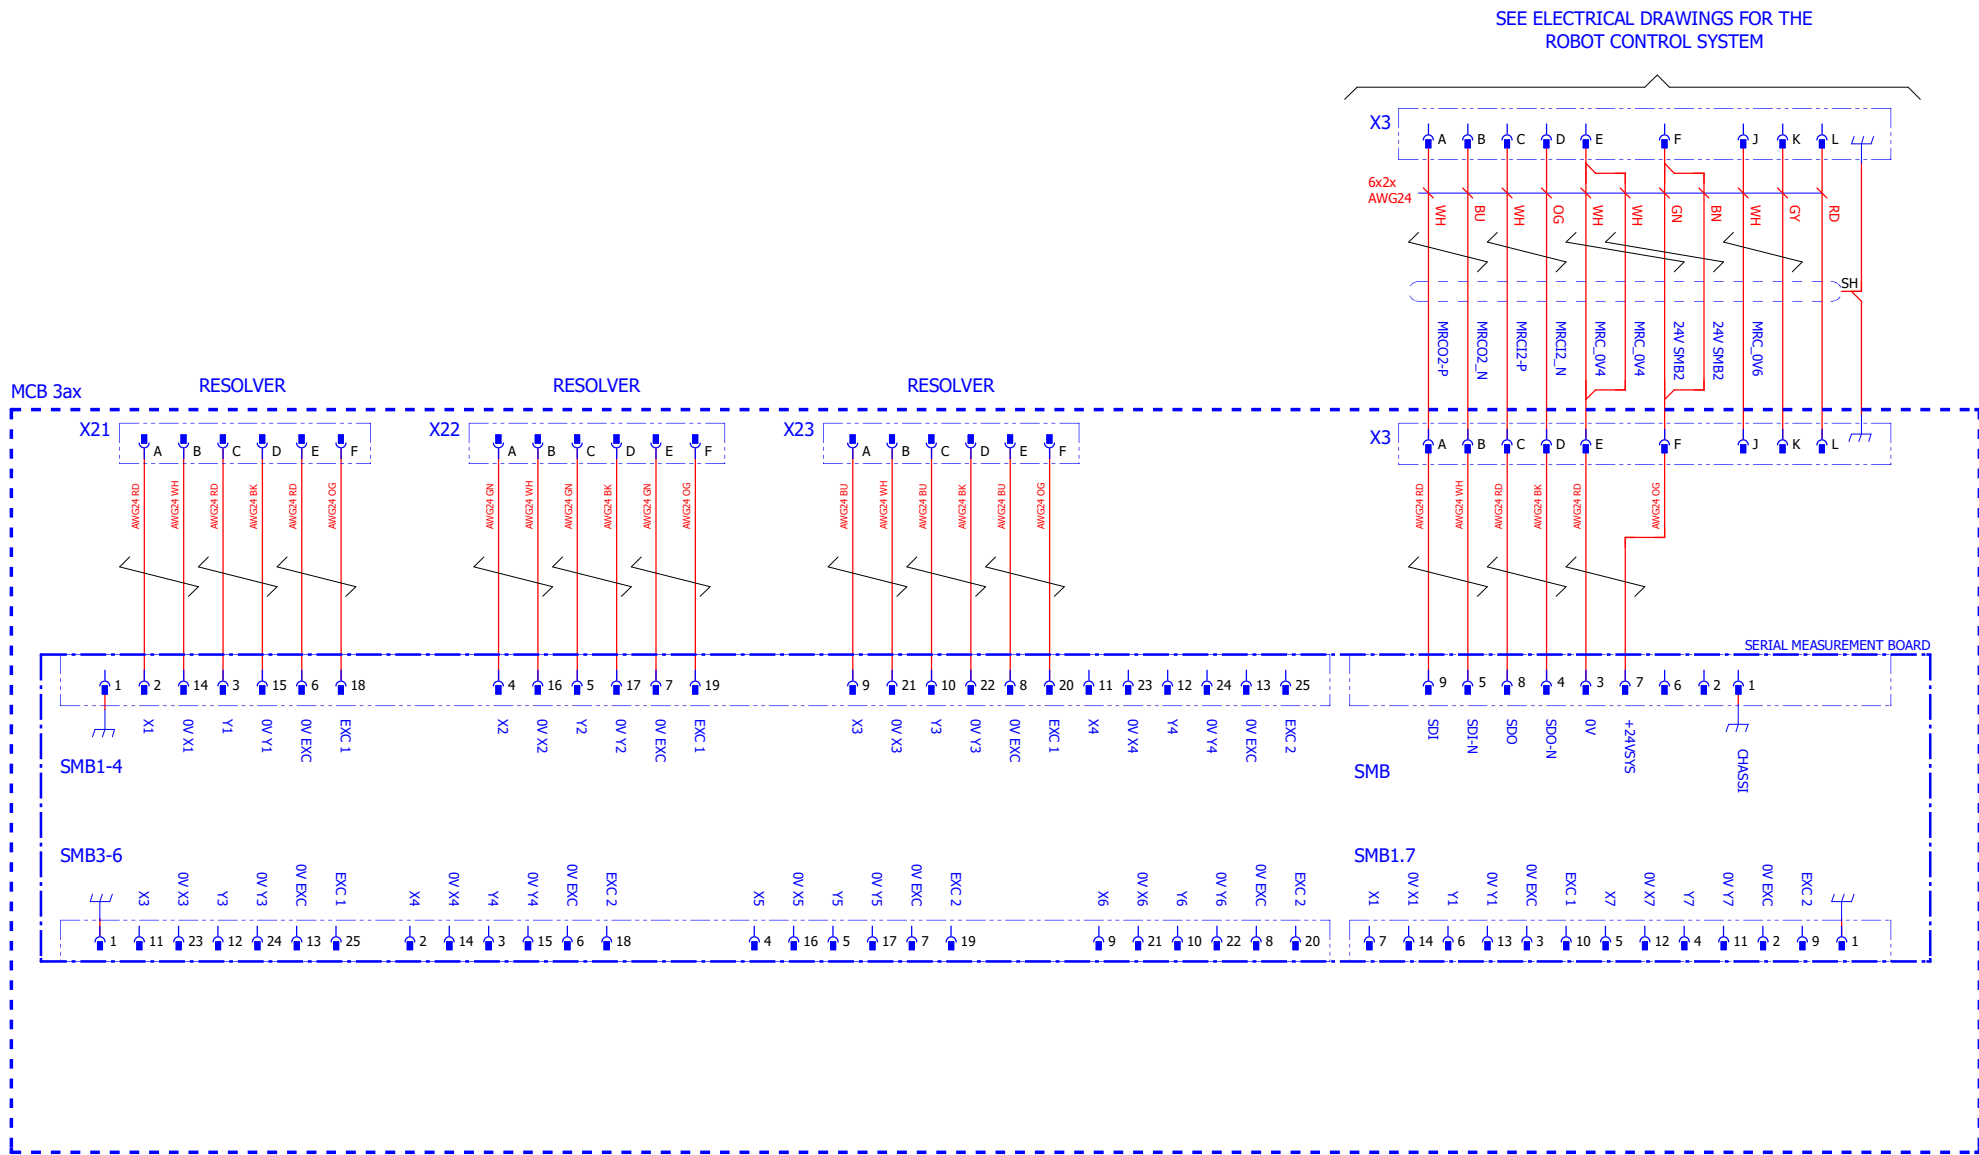 SEE ELECTRICAL DRAWINGS FOR THE
ROBOT CONTROL SYSTEM
X3
A B C D E F J K L
6x2x
AWG24
WH BU WH OG WH WH GN BN WH GY RD
SH
MRCO2-P MRCO2_N MRCI2-P MRCI2_N MRC_0V4 MRC_0V4 24V SMB2 24V SMB2 MRC_0V6
MCB 3ax
RESOLVER RESOLVER RESOLVER
X21 A B C D E F
X22 A B C D E F
X23 A B C D E F
X3 A B C D E F J K L
AWG24 RD AWG24 WH AWG24 RD AWG24 BK AWG24 RD AWG24 OG
AWG24 GN AWG24 WH AWG24 GN AWG24 BK AWG24 GN AWG24 OG
AWG24 BU AWG24 WH AWG24 BU AWG24 BK AWG24 BU AWG24 OG
AWG24 RD AWG24 WH AWG24 RD AWG24 BK AWG24 RD AWG24 OG
SERIAL MEASUREMENT BOARD
1 2 14 3 15 6 18 4 16 5 17 7 19 9 21 10 22 8 20 11 23 12 24 13 25
9 5 8 4 3 7 6 2 1
X1 0V X1 Y1 0V Y1 0V EXC EXC 1
X2 0V X2 Y2 0V Y2 0V EXC EXC 1
X3 0V X3 Y3 0V Y3 0V EXC EXC 1
X4 0V X4 Y4 0V Y4 0V EXC EXC 2
SDI SDI-N SDO SDO-N 0V +24VSYS CHASSI
SMB1-4
SMB
SMB3-6
SMB1.7
X3 0V X3 Y3 0V Y3 0V EXC EXC 1
X4 0V X4 Y4 0V Y4 0V EXC EXC 2
X5 0V X5 Y5 0V Y5 0V EXC EXC 2
X6 0V X6 Y6 0V Y6 0V EXC EXC 2
X1 0V X1 Y1 0V Y1 0V EXC EXC 1 X7 0V X7 Y7 0V Y7 0V EXC EXC 2
1 11 23 12 24 13 25 2 14 3 15 6 18 4 16 5 17 7 19 9 21 10 22 8 20
7 14 6 13 3 10 5 12 4 11 2 9 1